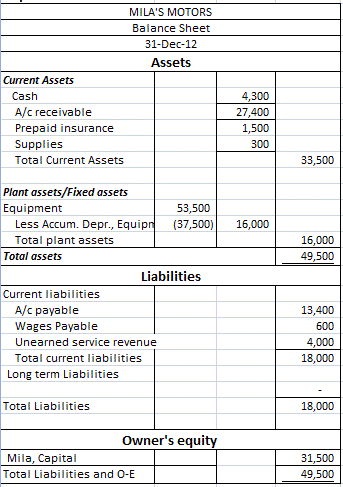 MILA'S MOTORS
Balance Sheet
31-Dec-12
Assets
Current Assets
Cash 4,300
A/c receivable 27,400
Prepaid insurance 1,500
Supplies 300
Total Current Assets 33,500
Plant assets/Fixed assets
Equipment 53,500
Less Accum. Depr., Equipn (37,500) 16,000
Total plant assets 16,000
Total assets 49,500
Liabilities
Current liabilities
A/c payable 13,400
Wages Payable 600
Unearned service revenue 4,000
Total current liabilities 18,000
Long term Liabilities
-
Total Liabilities 18,000
Owner's equity
Mila, Capital 31,500
Total Liabilities and O-E 49,500